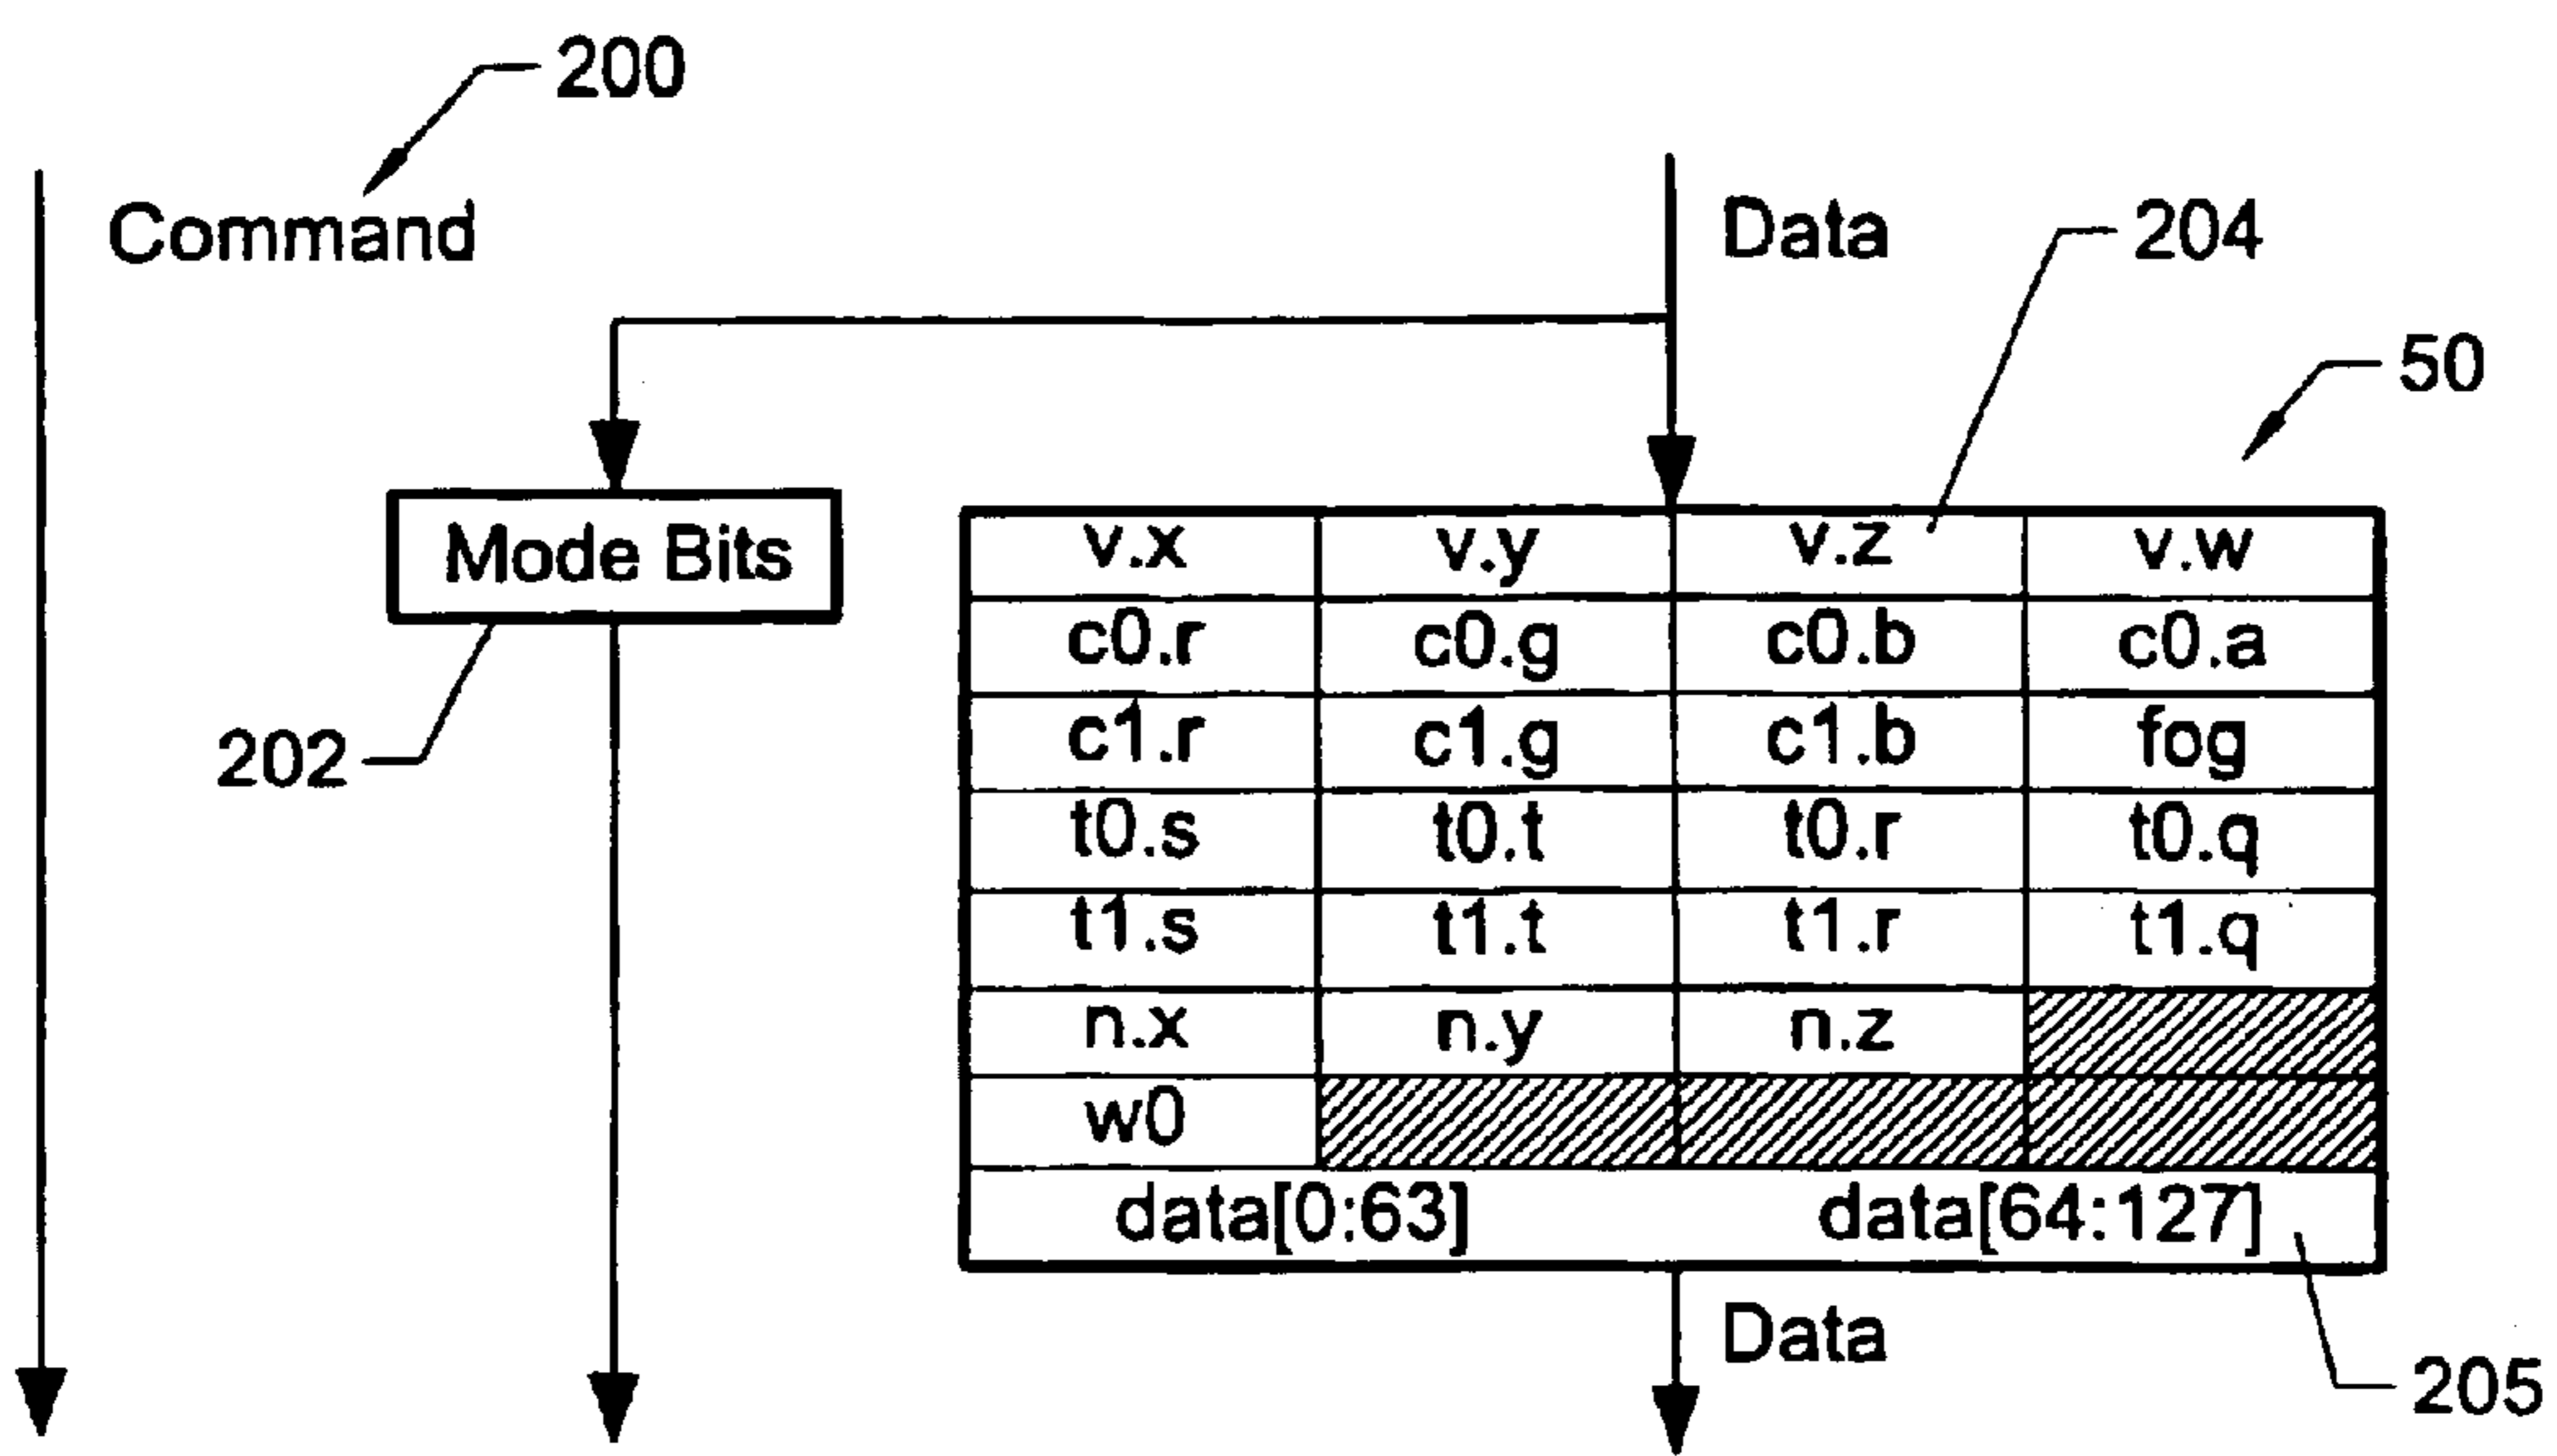 200
Command
Data
204
50
Mode Bits
202
v.x v.y v.z v.w
c0.r c0.g c0.b c0.a
c1.r c1.g c1.b fog
t0.s t0.t t0.r t0.q
t1.s t1.t t1.r t1.q
n.x n.y n.z
w0
data[0:63] data[64:127]
Data
205